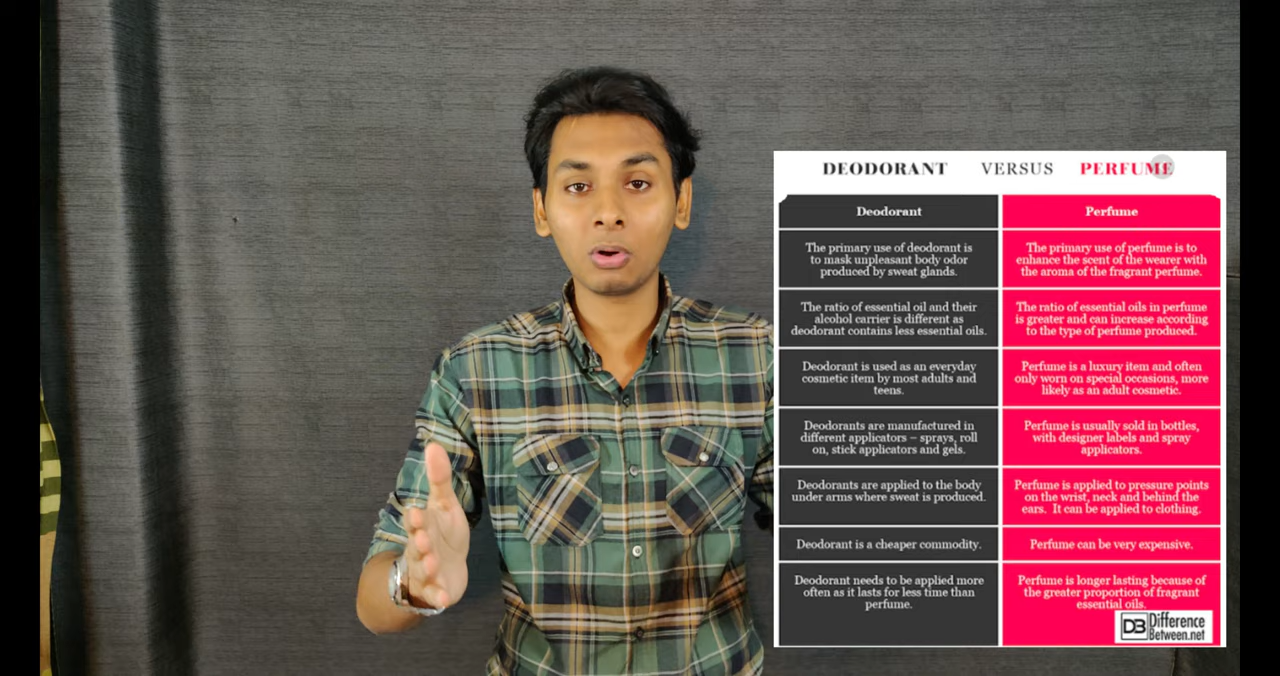 DEODORANT VERSUS PERFUME
Deodorant
Perfume
The primary use of deodorant is
to mask unpleasant body odor
produced by sweat glands.
The primary use of perfume is to
enhance the scent of the wearer with
the aroma of the fragrant perfume.
The ratio of essential oil and their
alcohol carrier is different as
deodorant contains less essential oils.
The ratio of essential oils in perfume
is greater and can increase according
to the type of perfume produced.
Deodorant is used as an everyday
cosmetic item by most adults and
teens.
Perfume is a luxury item and often
only worn on special occasions, more
likely as an adult cosmetic.
Deodorants are manufactured in
different applicators – sprays, roll
on, stick applicators and gels.
Perfume is usually sold in bottles,
with designer labels and spray
applicators.
Deodorants are applied to the body
under arms where sweat is produced.
Perfume is applied to pressure points
on the wrist, neck and behind the
ears. It can be applied to clothing.
Deodorant is a cheaper commodity.
Perfume can be very expensive.
Deodorant needs to be applied more
often as it lasts for less time than
perfume.
Perfume is longer lasting because of
the greater proportion of fragrant
essential oils.
DB Difference
Between.net